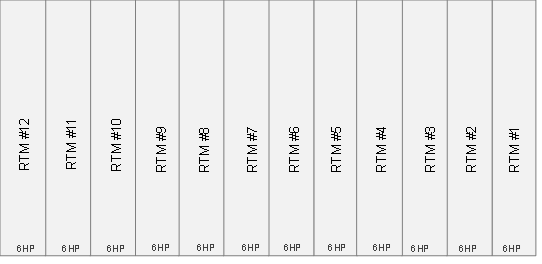 RTM #12
RTM #11
RTM #10
RTM #9
RTM #8
RTM #7
RTM #6
RTM #5
RTM #4
RTM #3
RTM #2
RTM #1
6HP
6HP
6HP
6HP
6HP
6HP
6HP
6HP
6HP
6HP
6HP
6HP